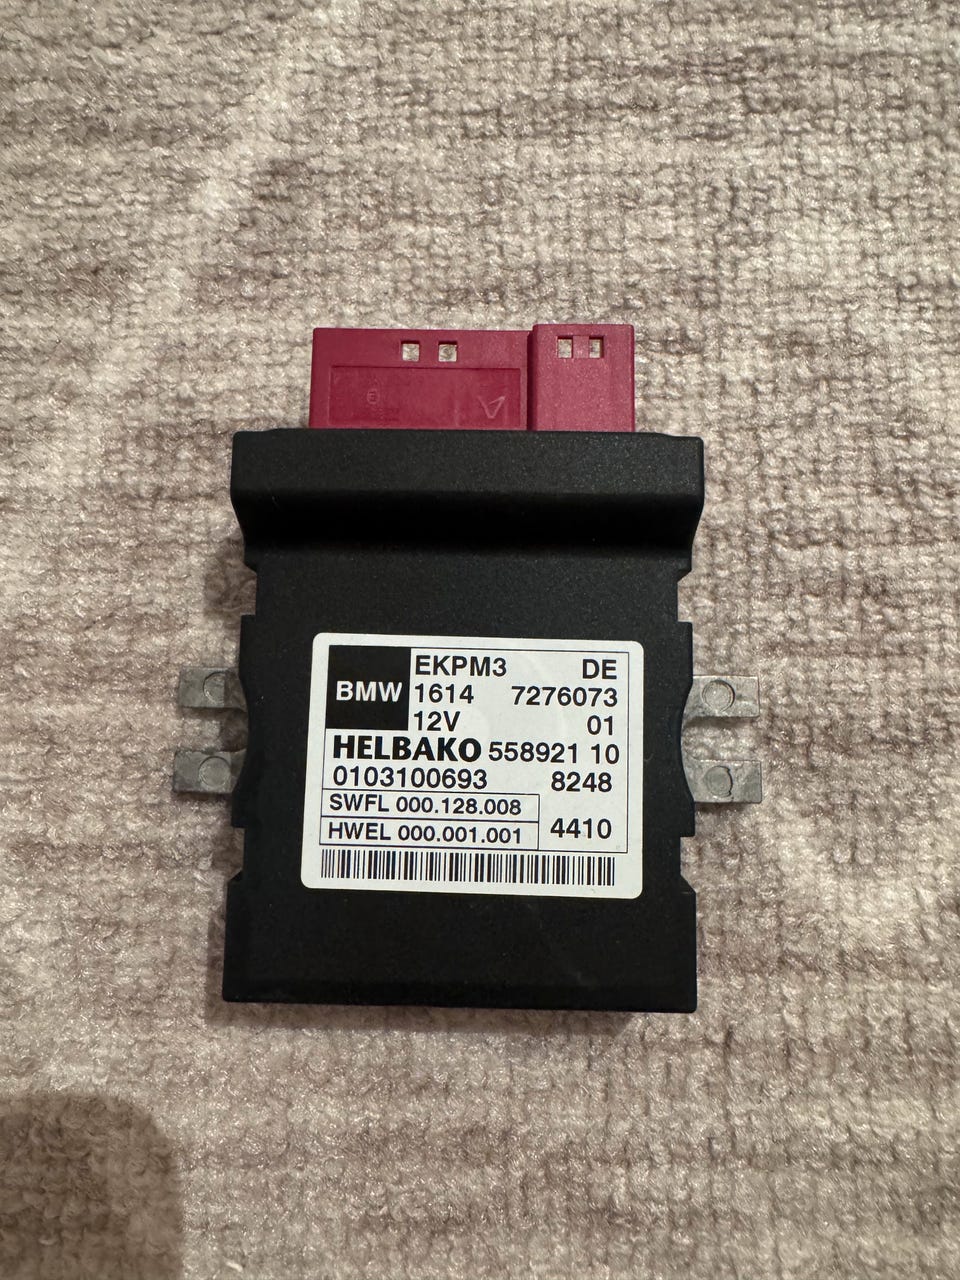 BMW
EKPM3 DE
1614 7276073
12V 01
HELBAKO 558921 10
0103100693 8248
SWFL 000.128.008
HWEL 000.001.001
4410